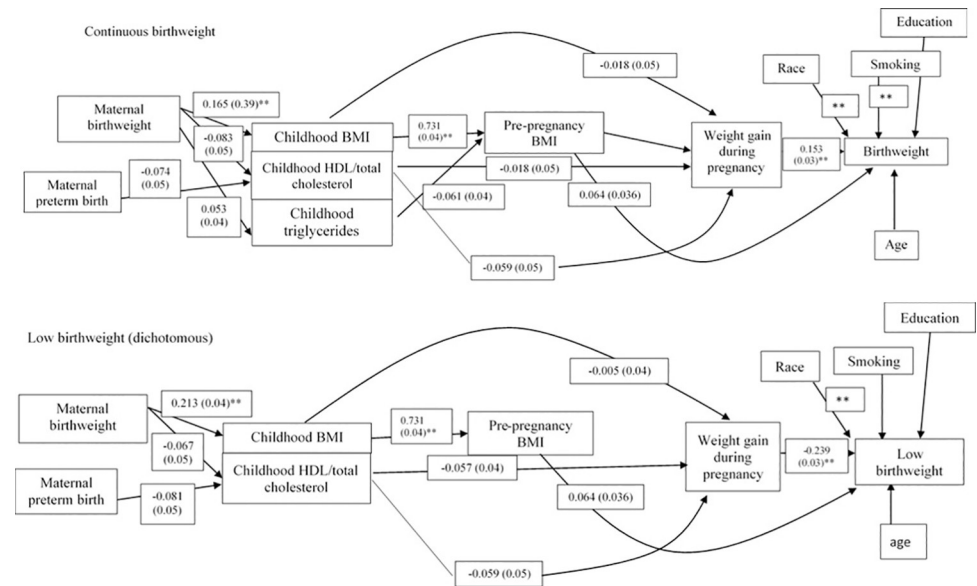 Continuous birthweight
Education
-0.018 (0.05)
Race
Smoking
**
**
Maternal
birthweight
0.165 (0.39)**
-0.083
(0.05)
Childhood BMI
0.731
(0.04)**
Pre-pregnancy
BMI
Weight gain
during
pregnancy
0.153
(0.03)**
Birthweight
Maternal
preterm birth
-0.074
(0.05)
Childhood HDL/total
cholesterol
-0.018 (0.05)
0.053
(0.04)
Childhood
triglycerides
-0.061 (0.04)
0.064 (0.036)
Age
-0.059 (0.05)
Low birthweight (dichotomous)
Education
-0.005 (0.04)
Race
Smoking
**
Maternal
birthweight
0.213 (0.04)**
-0.067
(0.05)
Childhood BMI
0.731
(0.04)**
Pre-pregnancy
BMI
Weight gain
during
pregnancy
-0.239
(0.03)**
Low
birthweight
Maternal
preterm birth
-0.081
(0.05)
Childhood HDL/total
cholesterol
-0.057 (0.04)
0.064 (0.036)
age
-0.059 (0.05)